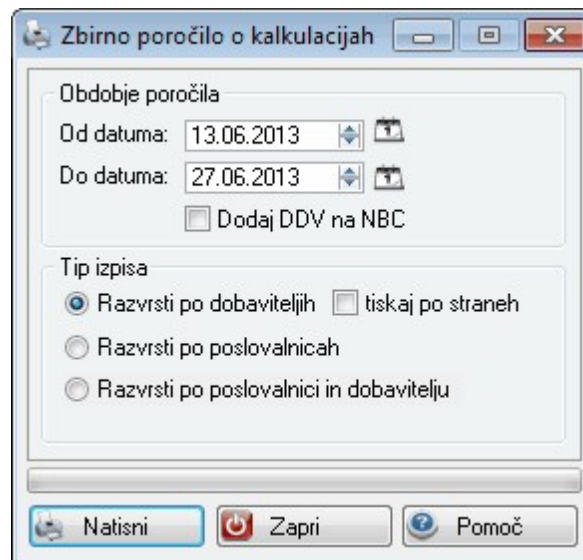 Zbirno poročilo o kalkulacijah
Obdobje poročila
Od datuma: 13.06.2013
Do datuma: 27.06.2013
Dodaj DDV na NBC
Tip izpisa
Razvrsti po dobaviteljih tiskaj po straneh
Razvrsti po poslovalnicah
Razvrsti po poslovalnici in dobavitelju
Natisni Zapri Pomoč